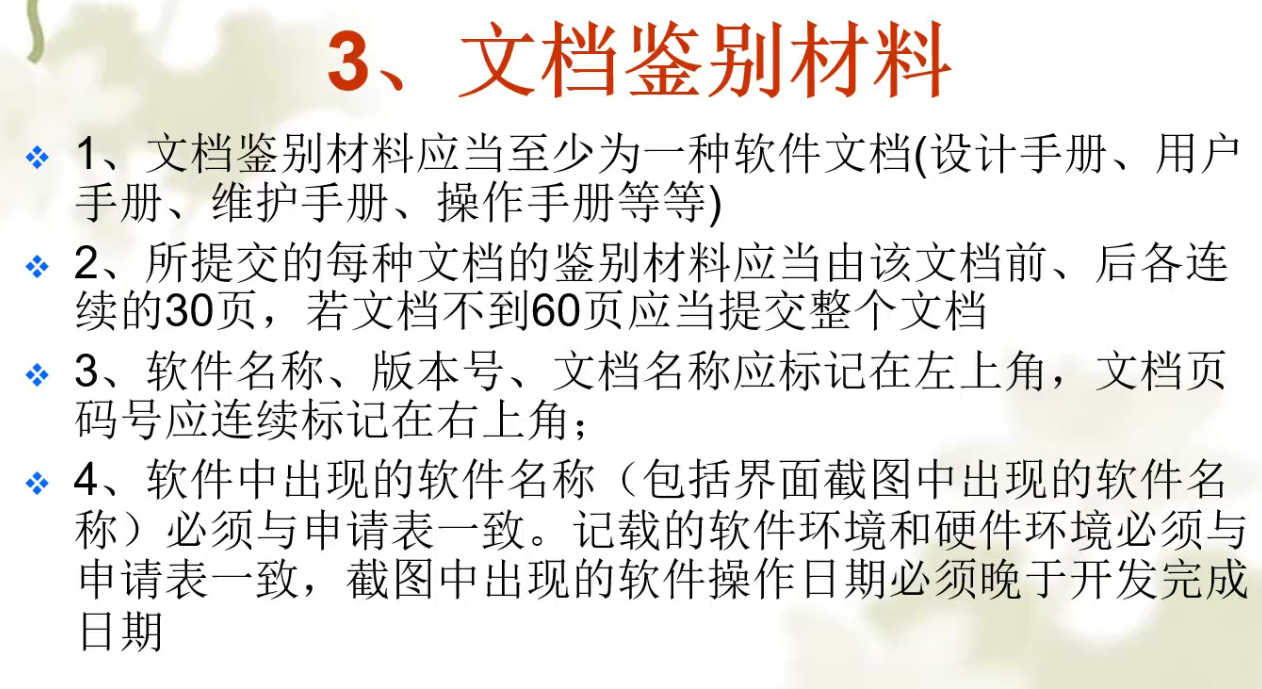 3、文档鉴别材料
1、文档鉴别材料应当至少为一种软件文档(设计手册、用户
手册、维护手册、操作手册等等)
2、所提交的每种文档的鉴别材料应当由该文档前、后各连
续的30页，若文档不到60页应当提交整个文档
3、软件名称、版本号、文档名称应标记在左上角，文档页
码号应连续标记在右上角；
4、软件中出现的软件名称（包括界面截图中出现的软件名
称）必须与申请表一致。记载的软件环境和硬件环境必须与
申请表一致，截图中出现的软件操作日期必须晚于开发完成
日期